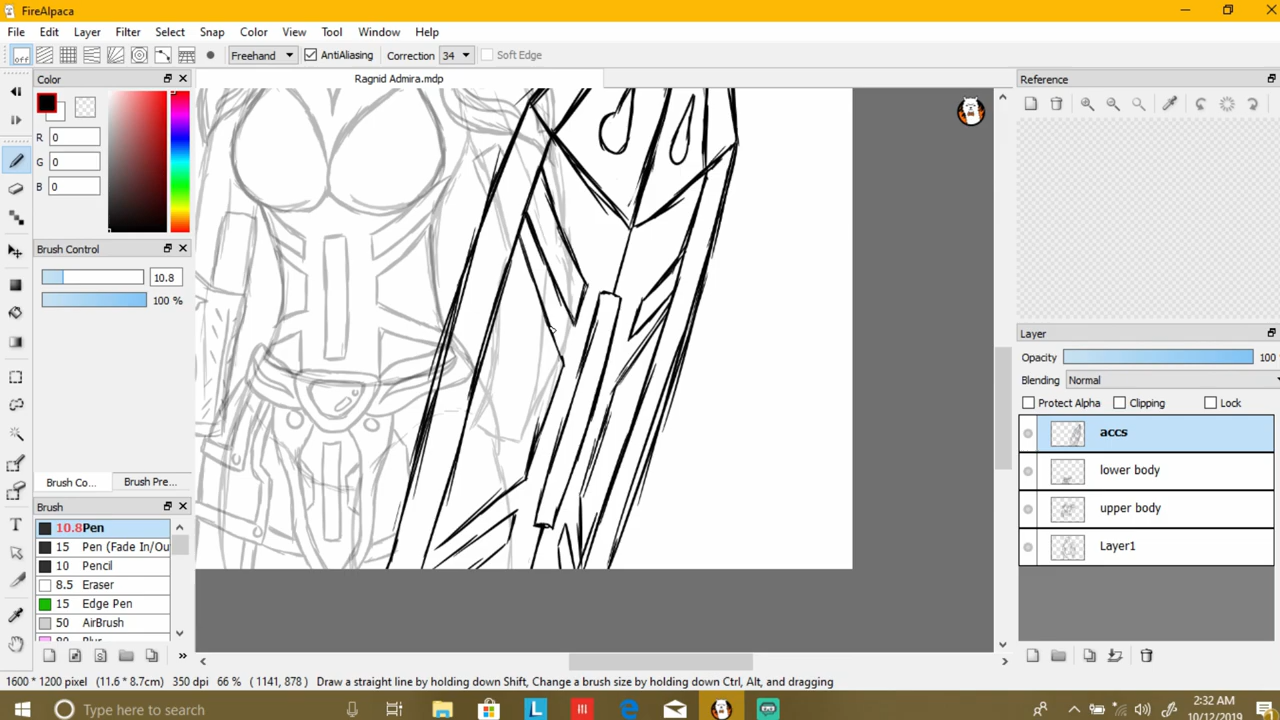 FireAlpaca
File Edit Layer Filter Select Snap Color View Tool Window Help
off Freehand AntiAliasing Correction 34 Soft Edge
Color
Ragnid Admira.mdp
Reference
R 0
G 0
B 0
Brush Control
10.8
100 %
Layer
Opacity 100
Blending Normal
Protect Alpha Clipping Lock
accs
lower body
upper body
Layer1
Brush Co... Brush Pre...
Brush
10.8 Pen
15 Pen (Fade In/Ou
10 Pencil
8.5 Eraser
15 Edge Pen
50 AirBrush
1600 * 1200 pixel (11.6 * 8.7cm) 350 dpi 66 % ( 1141, 878 ) Draw a straight line by holding down Shift, Change a brush size by holding down Ctrl, Alt, and dragging
Type here to search
2:32 AM
10/12/2019